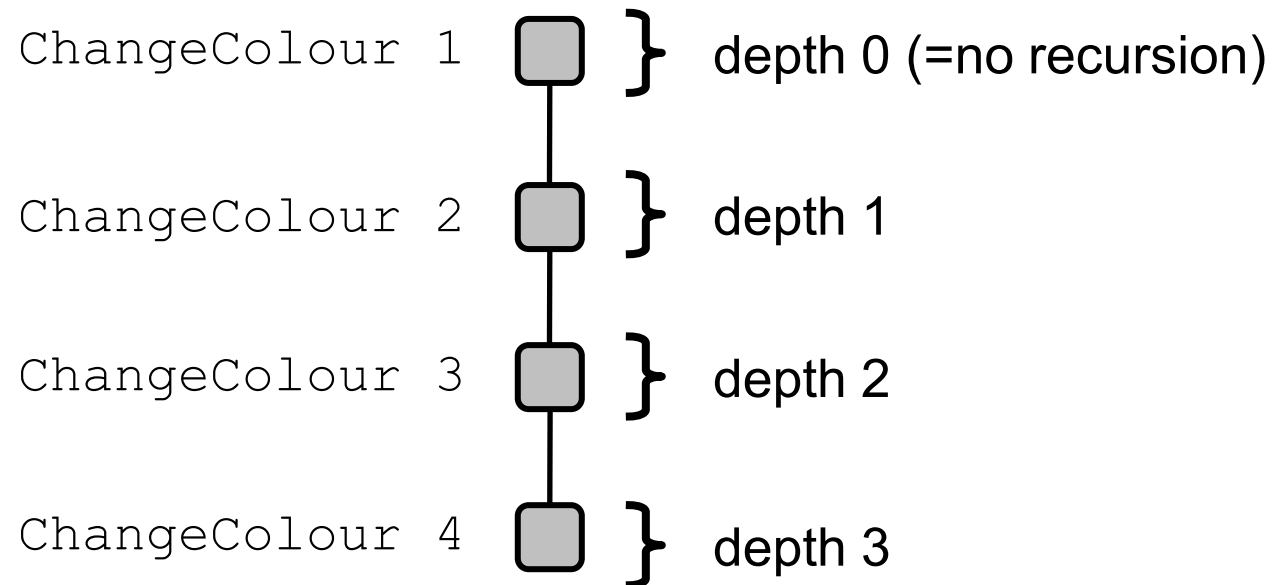 ChangeColour 1 depth 0 (=no recursion)
ChangeColour 2 depth 1
ChangeColour 3 depth 2
ChangeColour 4 depth 3